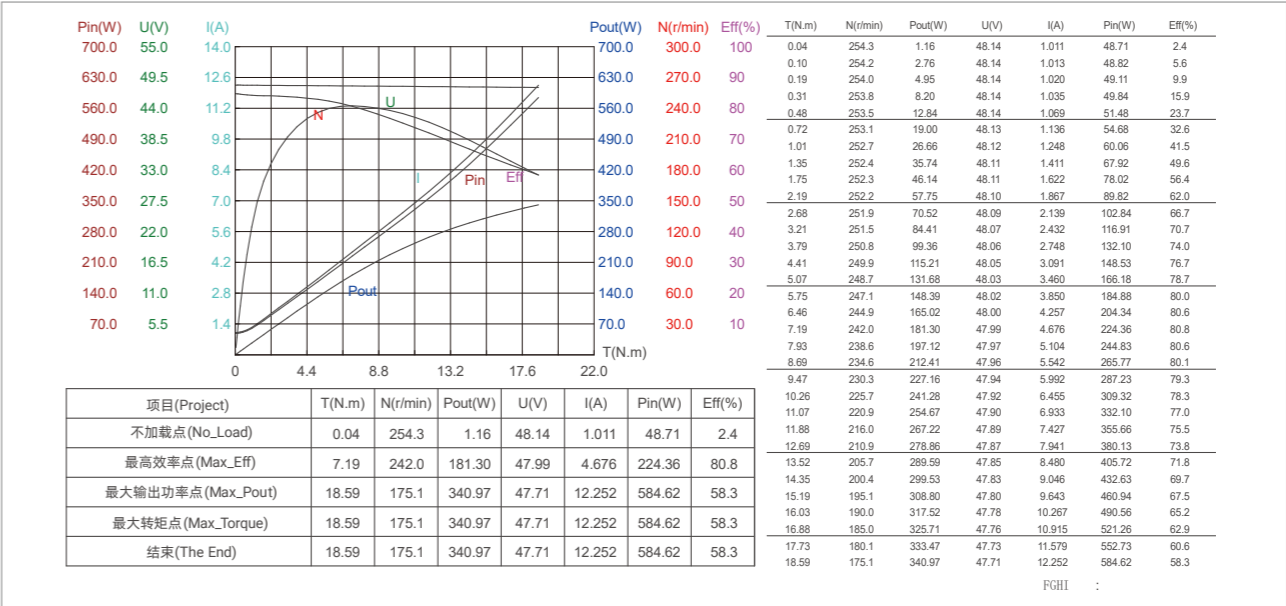 Pin(W) U(V) I(A) Pout(W) N(r/min) Eff(%)
700.0 55.0 14.0 700.0 300.0 100
630.0 49.5 12.6 630.0 270.0 90
560.0 44.0 11.2 560.0 240.0 80
490.0 38.5 9.8 490.0 210.0 70
420.0 33.0 8.4 420.0 180.0 60
350.0 27.5 7.0 350.0 150.0 50
280.0 22.0 5.6 280.0 120.0 40
210.0 16.5 4.2 210.0 90.0 30
140.0 11.0 2.8 140.0 60.0 20
70.0 5.5 1.4 70.0 30.0 10
N U
I Pin Eff
Pout
T(N.m)
0 4.4 8.8 13.2 17.6 22.0
项目(Project) T(N.m) N(r/min) Pout(W) U(V) I(A) Pin(W) Eff(%)
不加载点(No_Load) 0.04 254.3 1.16 48.14 1.011 48.71 2.4
最高效率点(Max_Eff) 7.19 242.0 181.30 47.99 4.676 224.36 80.8
最大输出功率点(Max_Pout) 18.59 175.1 340.97 47.71 12.252 584.62 58.3
最大转矩点(Max_Torque) 18.59 175.1 340.97 47.71 12.252 584.62 58.3
结束(The End) 18.59 175.1 340.97 47.71 12.252 584.62 58.3
T(N.m) N(r/min) Pout(W) U(V) I(A) Pin(W) Eff(%)
0.04 254.3 1.16 48.14 1.011 48.71 2.4
0.10 254.2 2.76 48.14 1.013 48.82 5.6
0.19 254.0 4.95 48.14 1.020 49.11 9.9
0.31 253.8 8.20 48.14 1.035 49.84 15.9
0.48 253.5 12.84 48.14 1.069 51.48 23.7
0.72 253.1 19.00 48.13 1.136 54.68 32.6
1.01 252.7 26.66 48.12 1.248 60.06 41.5
1.35 252.4 35.74 48.11 1.411 67.92 49.6
1.75 252.3 46.14 48.11 1.622 78.02 56.4
2.19 252.2 57.75 48.10 1.867 89.82 62.0
2.68 251.9 70.52 48.09 2.139 102.84 66.7
3.21 251.5 84.41 48.07 2.432 116.91 70.7
3.79 250.8 99.36 48.06 2.748 132.10 74.0
4.41 249.9 115.21 48.05 3.091 148.53 76.7
5.07 248.7 131.68 48.03 3.460 166.18 78.7
5.75 247.1 148.39 48.02 3.850 184.88 80.0
6.46 244.9 165.02 48.00 4.257 204.34 80.6
7.19 242.0 181.30 47.99 4.676 224.36 80.8
7.93 238.6 197.12 47.97 5.104 244.83 80.6
8.69 234.6 212.41 47.96 5.542 265.77 80.1
9.47 230.3 227.16 47.94 5.992 287.23 79.3
10.26 225.7 241.28 47.92 6.455 309.32 78.3
11.07 220.9 254.67 47.90 6.933 332.10 77.0
11.88 216.0 267.22 47.89 7.427 355.66 75.5
12.69 210.9 278.86 47.87 7.941 380.13 73.8
13.52 205.7 289.59 47.85 8.480 405.72 71.8
14.35 200.4 299.53 47.83 9.046 432.63 69.7
15.19 195.1 308.80 47.80 9.643 460.94 67.5
16.03 190.0 317.52 47.78 10.267 490.56 65.2
16.88 185.0 325.71 47.76 10.915 521.26 62.9
17.73 180.1 333.47 47.73 11.579 552.73 60.6
18.59 175.1 340.97 47.71 12.252 584.62 58.3
FGHI :